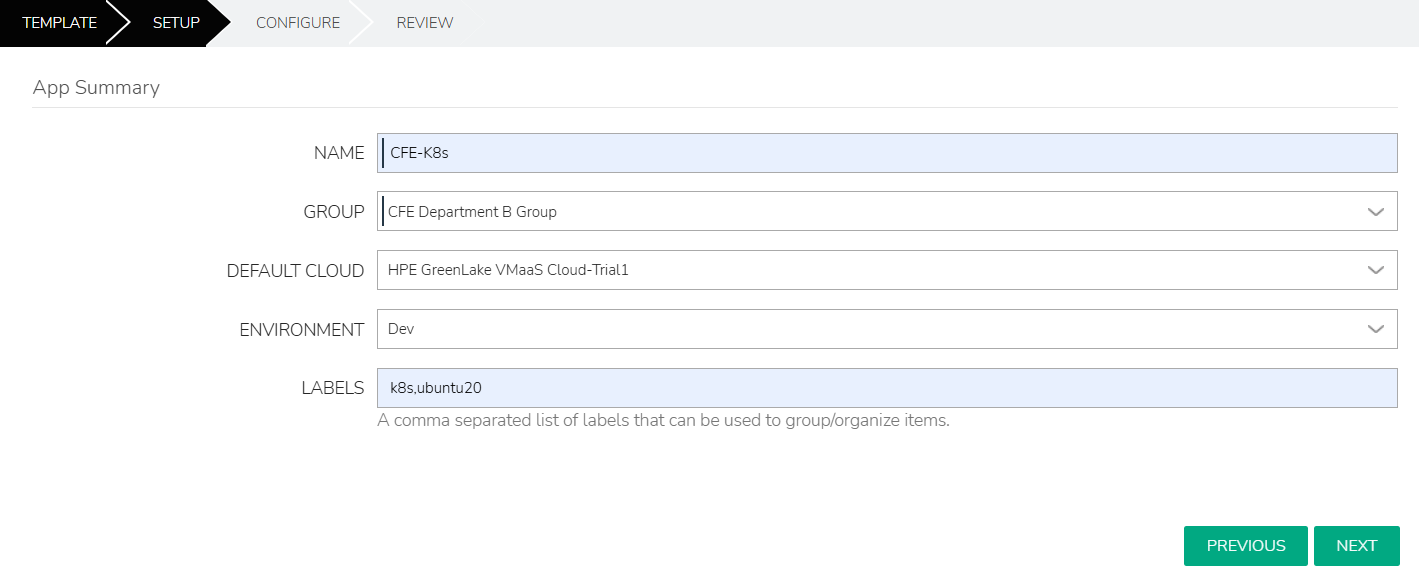 TEMPLATE SETUP CONFIGURE REVIEW
App Summary
NAME CFE-K8s
GROUP CFE Department B Group
DEFAULT CLOUD HPE GreenLake VMaaS Cloud-Trial1
ENVIRONMENT Dev
LABELS k8s,ubuntu20
A comma separated list of labels that can be used to group/organize items.
PREVIOUS NEXT